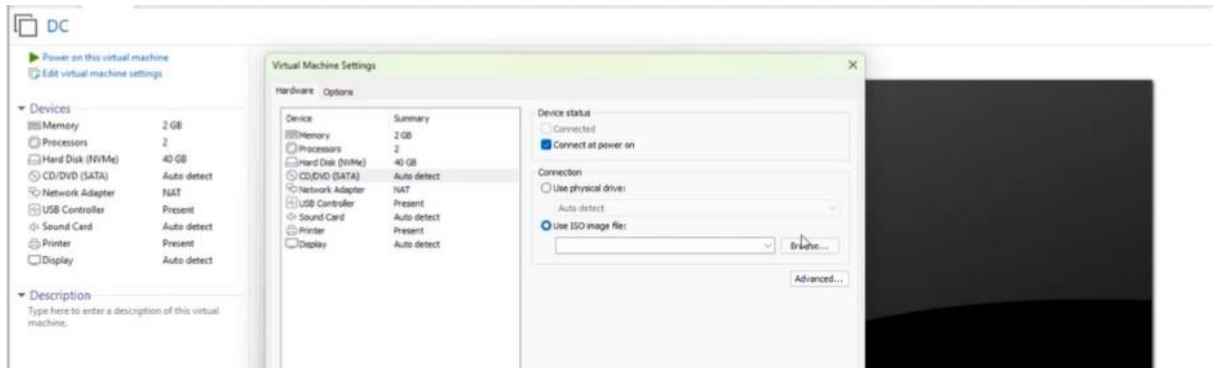 DC
Power on this virtual machine
Edit virtual machine settings
Devices
Memory 2 GB
Processors 2
Hard Disk (NVMe) 40 GB
CD/DVD (SATA) Auto detect
Network Adapter NAT
USB Controller Present
Sound Card Auto detect
Printer Present
Display Auto detect
Description
Type here to enter a description of this virtual
machine.
Virtual Machine Settings
Hardware Options
Device Summary
Memory 2 GB
Processors 2
Hard Disk (NVMe) 40 GB
CD/DVD (SATA) Auto detect
Network Adapter NAT
USB Controller Present
Sound Card Auto detect
Printer Present
Display Auto detect
Device status
Connected
Connect at power on
Connection
Use physical drive:
Auto detect
Use ISO image file:
Browse...
Advanced...